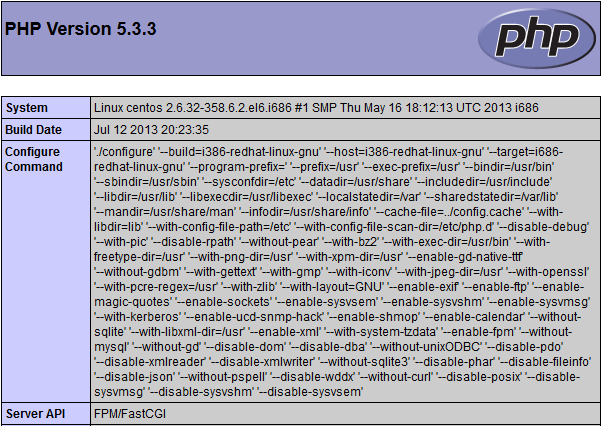 PHP Version 5.3.3
php
System Linux centos 2.6.32-358.6.2.el6.i686 #1 SMP Thu May 16 18:12:13 UTC 2013 i686
Build Date Jul 12 2013 20:23:35
Configure Command './configure' '--build=i386-redhat-linux-gnu' '--host=i386-redhat-linux-gnu' '--target=i686-
redhat-linux-gnu' '--program-prefix=' '--prefix=/usr' '--exec-prefix=/usr' '--bindir=/usr/bin'
'--sbindir=/usr/sbin' '--sysconfdir=/etc' '--datadir=/usr/share' '--includedir=/usr/include'
'--libdir=/usr/lib' '--libexecdir=/usr/libexec' '--localstatedir=/var' '--sharedstatedir=/var/lib'
'--mandir=/usr/share/man' '--infodir=/usr/share/info' '--cache-file=../config.cache' '--with-
libdir=lib' '--with-config-file-path=/etc' '--with-config-file-scan-dir=/etc/php.d' '--disable-debug'
'--with-pic' '--disable-rpath' '--without-pear' '--with-bz2' '--with-exec-dir=/usr/bin' '--with-
freetype-dir=/usr' '--with-png-dir=/usr' '--with-xpm-dir=/usr' '--enable-gd-native-ttf'
'--without-gdbm' '--with-gettext' '--with-gmp' '--with-iconv' '--with-jpeg-dir=/usr' '--with-openssl'
'--with-pcre-regex=/usr' '--with-zlib' '--with-layout=GNU' '--enable-exif' '--enable-ftp' '--enable-
magic-quotes' '--enable-sockets' '--enable-sysvsem' '--enable-sysvshm' '--enable-sysvmsg'
'--with-kerberos' '--enable-ucd-snmp-hack' '--enable-shmop' '--enable-calendar' '--without-
sqlite' '--with-libxml-dir=/usr' '--enable-xml' '--with-system-tzdata' '--enable-fpm' '--without-
mysql' '--without-gd' '--disable-dom' '--disable-dba' '--without-unixODBC' '--disable-pdo'
'--disable-xmlreader' '--disable-xmlwriter' '--without-sqlite3' '--disable-phar' '--disable-fileinfo'
'--disable-json' '--without-pspell' '--disable-wddx' '--without-curl' '--disable-posix' '--disable-
sysvmsg' '--disable-sysvshm' '--disable-sysvsem'
Server API FPM/FastCGI